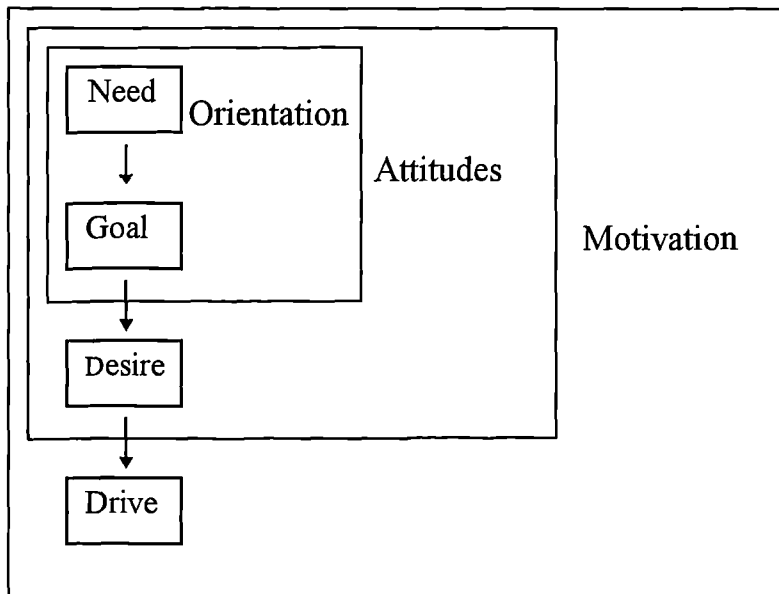 Need
Orientation
Attitudes
Goal
Motivation
Desire
Drive